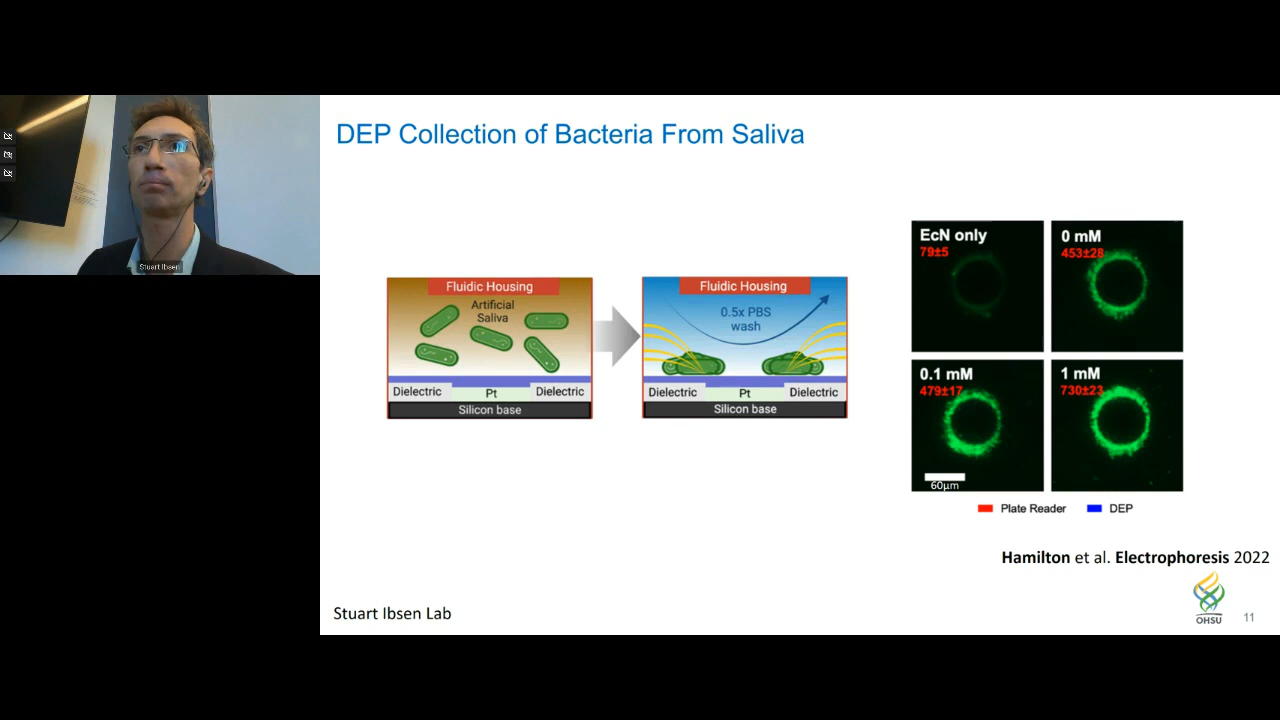 Stuart Ibsen
DEP Collection of Bacteria From Saliva
Fluidic Housing
Artificial
Saliva
Dielectric
Pt
Dielectric
Silicon base
Fluidic Housing
0.5x PBS
wash
Dielectric
Pt
Dielectric
Silicon base
EcN only
79±5
0 mM
453±28
0.1 mM
479±17
60µm
1 mM
730±23
Plate Reader
DEP
Hamilton et al. Electrophoresis 2022
Stuart Ibsen Lab
OHSU
11